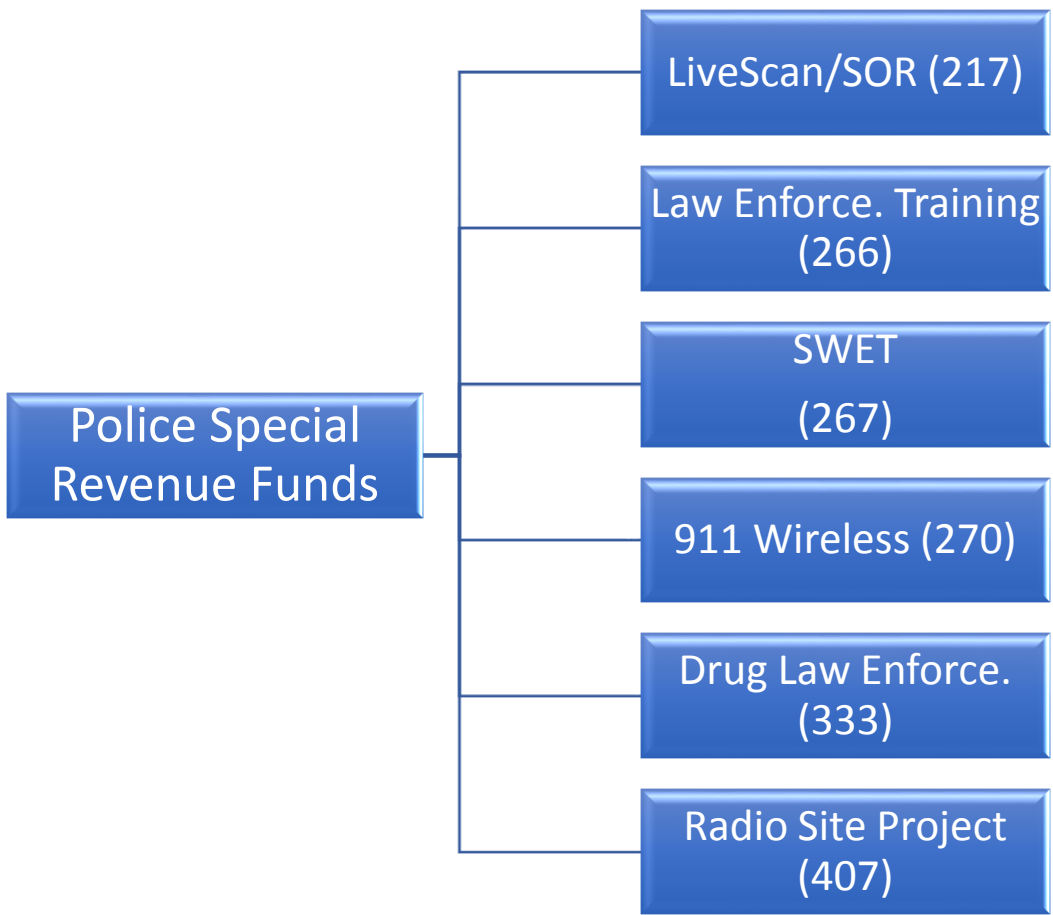 LiveScan/SOR (217)
Law Enforce. Training
(266)
SWET
(267)
Police Special
Revenue Funds
911 Wireless (270)
Drug Law Enforce.
(333)
Radio Site Project
(407)